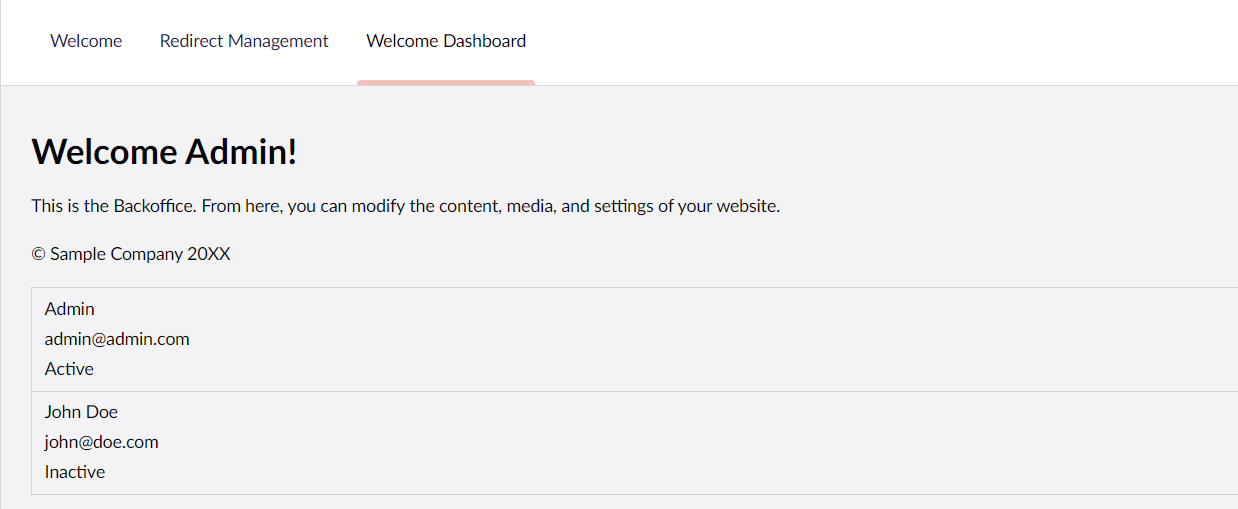 Welcome Redirect Management Welcome Dashboard
Welcome Admin!
This is the Backoffice. From here, you can modify the content, media, and settings of your website.
© Sample Company 20XX
Admin
admin@admin.com
Active
John Doe
john@doe.com
Inactive